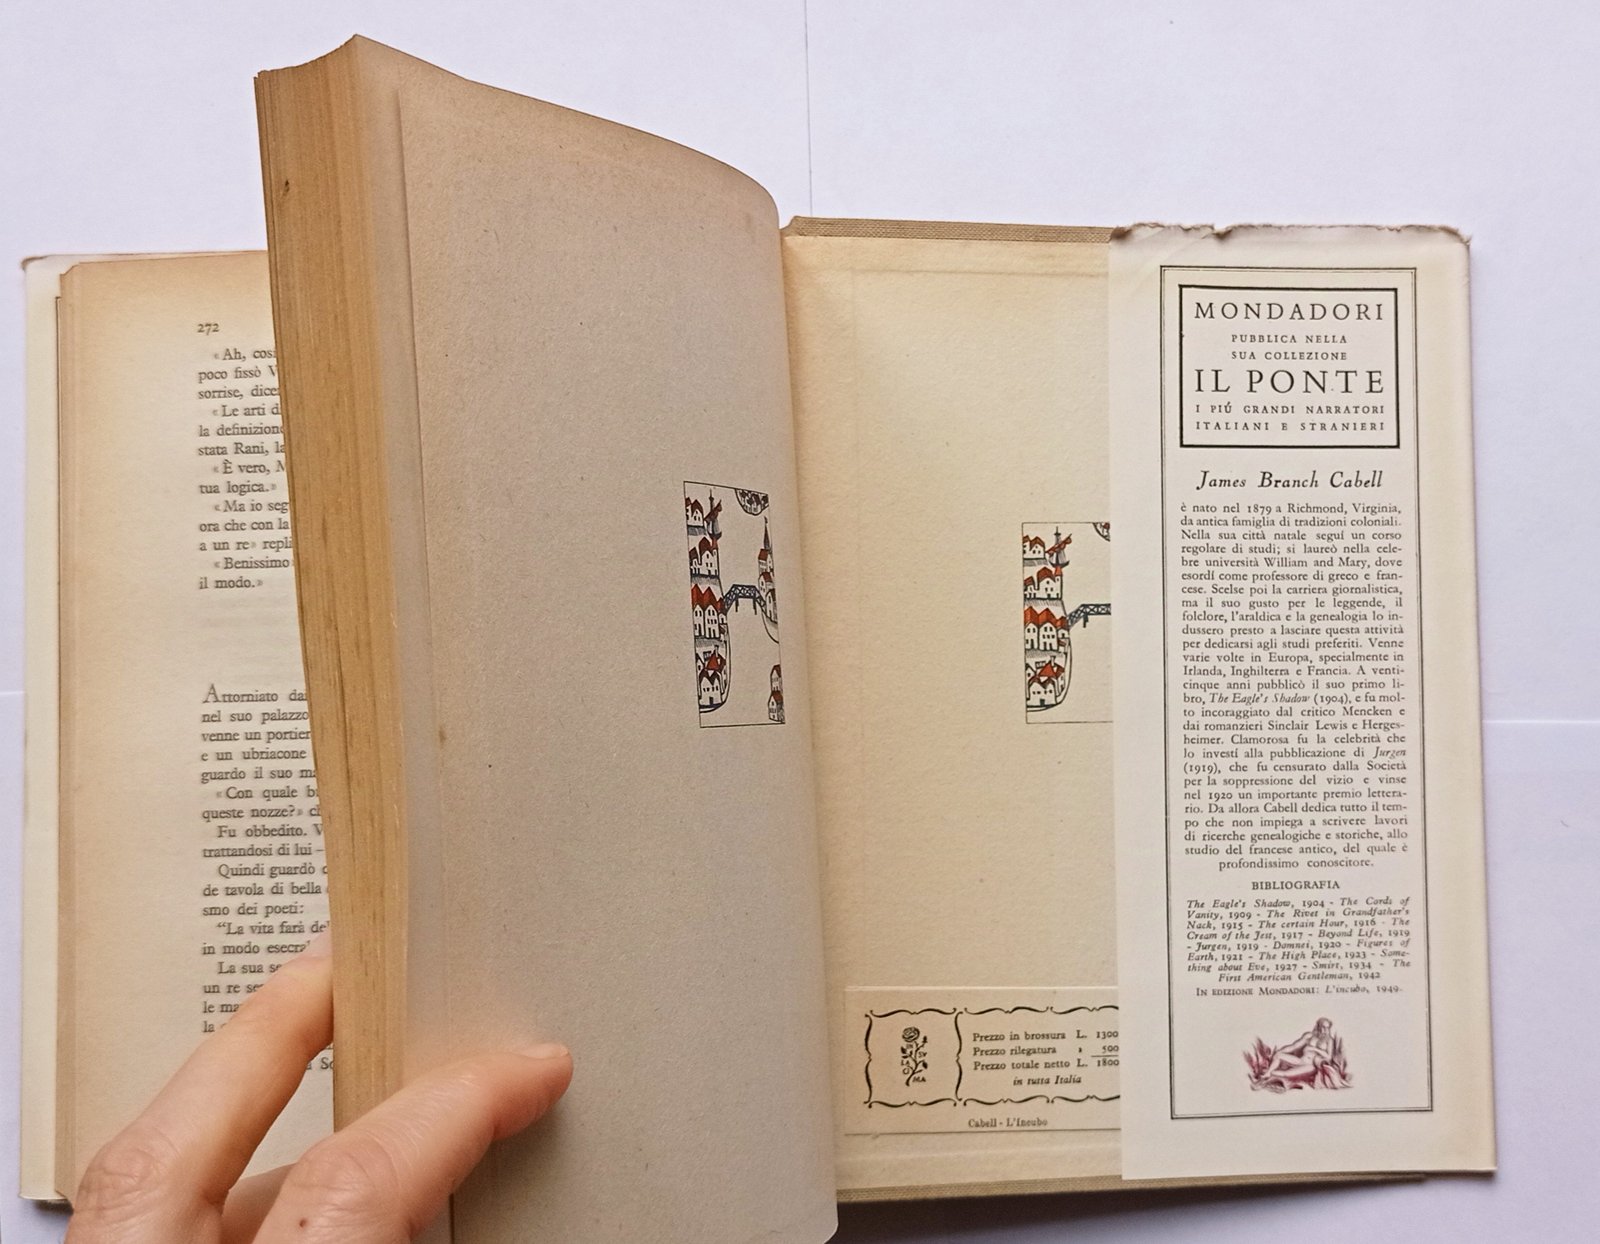 272
« Ah, così
poco fissò V
sorrise, dice
« Le arti d
la definizione
stata Rani, la
« È vero, M
tua logica.»
« Ma io seg
ora che con la
a un re» repli
« Benissimo
il modo.»
Attorniato dai
nel suo palazzo
venne un portier
e un ubriacone
guardo il suo ma
« Con quale b
queste nozze?» ch
Fu obbedito. V
trattandosi di lui –
Quindi guardò
de tavola di bella
smo dei poeti:
“La vita farà del
in modo esecra
La sua s
un re se
le ma
la
So
Prezzo in brossura L. 1300
Prezzo rilegatura » 500
Prezzo totale netto L. 1800
in tutta Italia
Cabell - L'Incubo
MONDADORI
PUBBLICA NELLA
SUA COLLEZIONE
IL PONTE
I PIÚ GRANDI NARRATORI
ITALIANI E STRANIERI
James Branch Cabell
è nato nel 1879 a Richmond, Virginia,
da antica famiglia di tradizioni coloniali.
Nella sua città natale seguí un corso
regolare di studi; si laureò nella cele-
bre università William and Mary, dove
esordí come professore di greco e fran-
cese. Scelse poi la carriera giornalistica,
ma il suo gusto per le leggende, il
folclore, l'araldica e la genealogia lo in-
dussero presto a lasciare questa attività
per dedicarsi agli studi preferiti. Venne
varie volte in Europa, specialmente in
Irlanda, Inghilterra e Francia. A venti-
cinque anni pubblicò il suo primo li-
bro, The Eagle's Shadow (1904), e fu mol-
to incoraggiato dal critico Mencken e
dai romanzieri Sinclair Lewis e Herges-
heimer. Clamorosa fu la celebrità che
lo investí alla pubblicazione di Jurgen
(1919), che fu censurato dalla Società
per la soppressione del vizio e vinse
nel 1920 un importante premio lettera-
rio. Da allora Cabell dedica tutto il tem-
po che non impiega a scrivere lavori
di ricerche genealogiche e storiche, allo
studio del francese antico, del quale è
profondissimo conoscitore.
BIBLIOGRAFIA
The Eagle's Shadow, 1904 - The Cords of
Vanity, 1909 - The Rivet in Grandfather's
Nack, 1915 - The certain Hour, 1916 - The
Cream of the Jest, 1917 - Beyond Life, 1919
- Jurgen, 1919 - Domnei, 1920 - Figures of
Earth, 1921 - The High Place, 1923 - Some-
thing about Eve, 1927 - Smirt, 1934 - The
First American Gentleman, 1942
IN EDIZIONE MONDADORI: L'incubo, 1949.